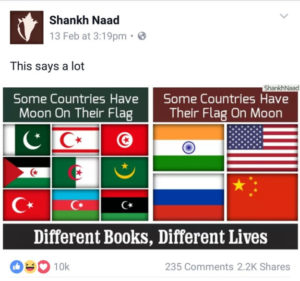 Shankh Naad
13 Feb at 3:19pm •
This says a lot
ShankhNaad
Some Countries Have
Moon On Their Flag
Some Countries Have
Their Flag On Moon
Different Books, Different Lives
10k
235 Comments 2.2K Shares